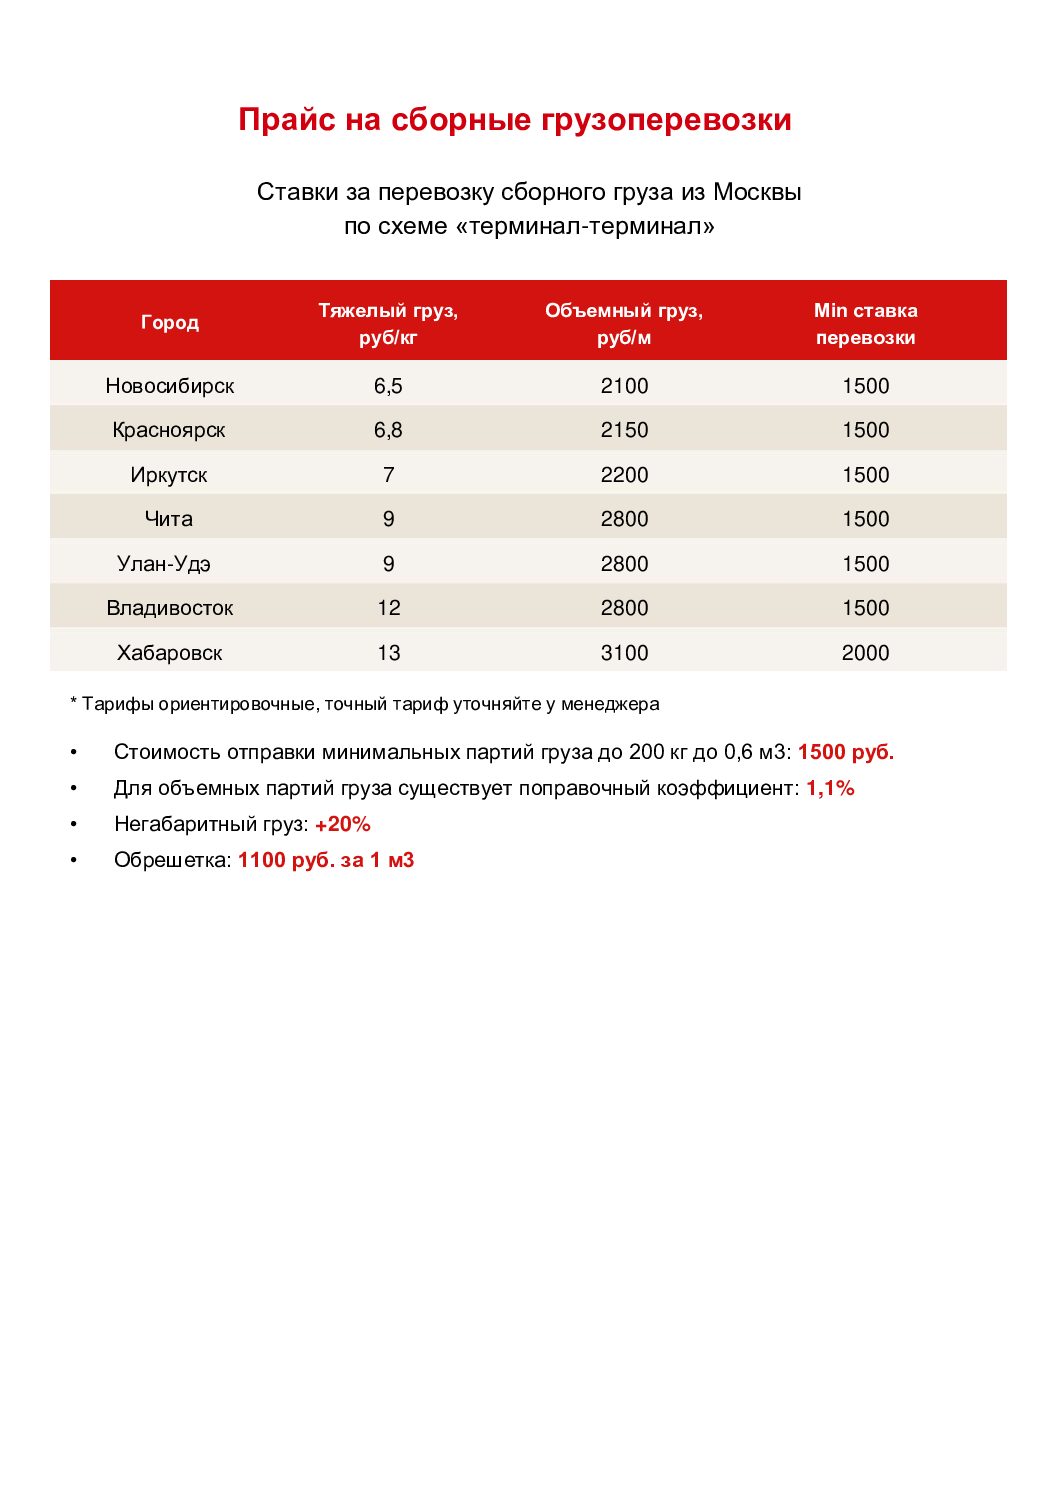 Прайс на сборные грузоперевозки
Ставки за перевозку сборного груза из Москвы
по схеме «терминал-терминал»
Город Тяжелый груз, руб/кг Объемный груз, руб/м Min ставка перевозки
Новосибирск 6,5 2100 1500
Красноярск 6,8 2150 1500
Иркутск 7 2200 1500
Чита 9 2800 1500
Улан-Удэ 9 2800 1500
Владивосток 12 2800 1500
Хабаровск 13 3100 2000
* Тарифы ориентировочные, точный тариф уточняйте у менеджера
• Стоимость отправки минимальных партий груза до 200 кг до 0,6 м3: 1500 руб.
• Для объемных партий груза существует поправочный коэффициент: 1,1%
• Негабаритный груз: +20%
• Обрешетка: 1100 руб. за 1 м3